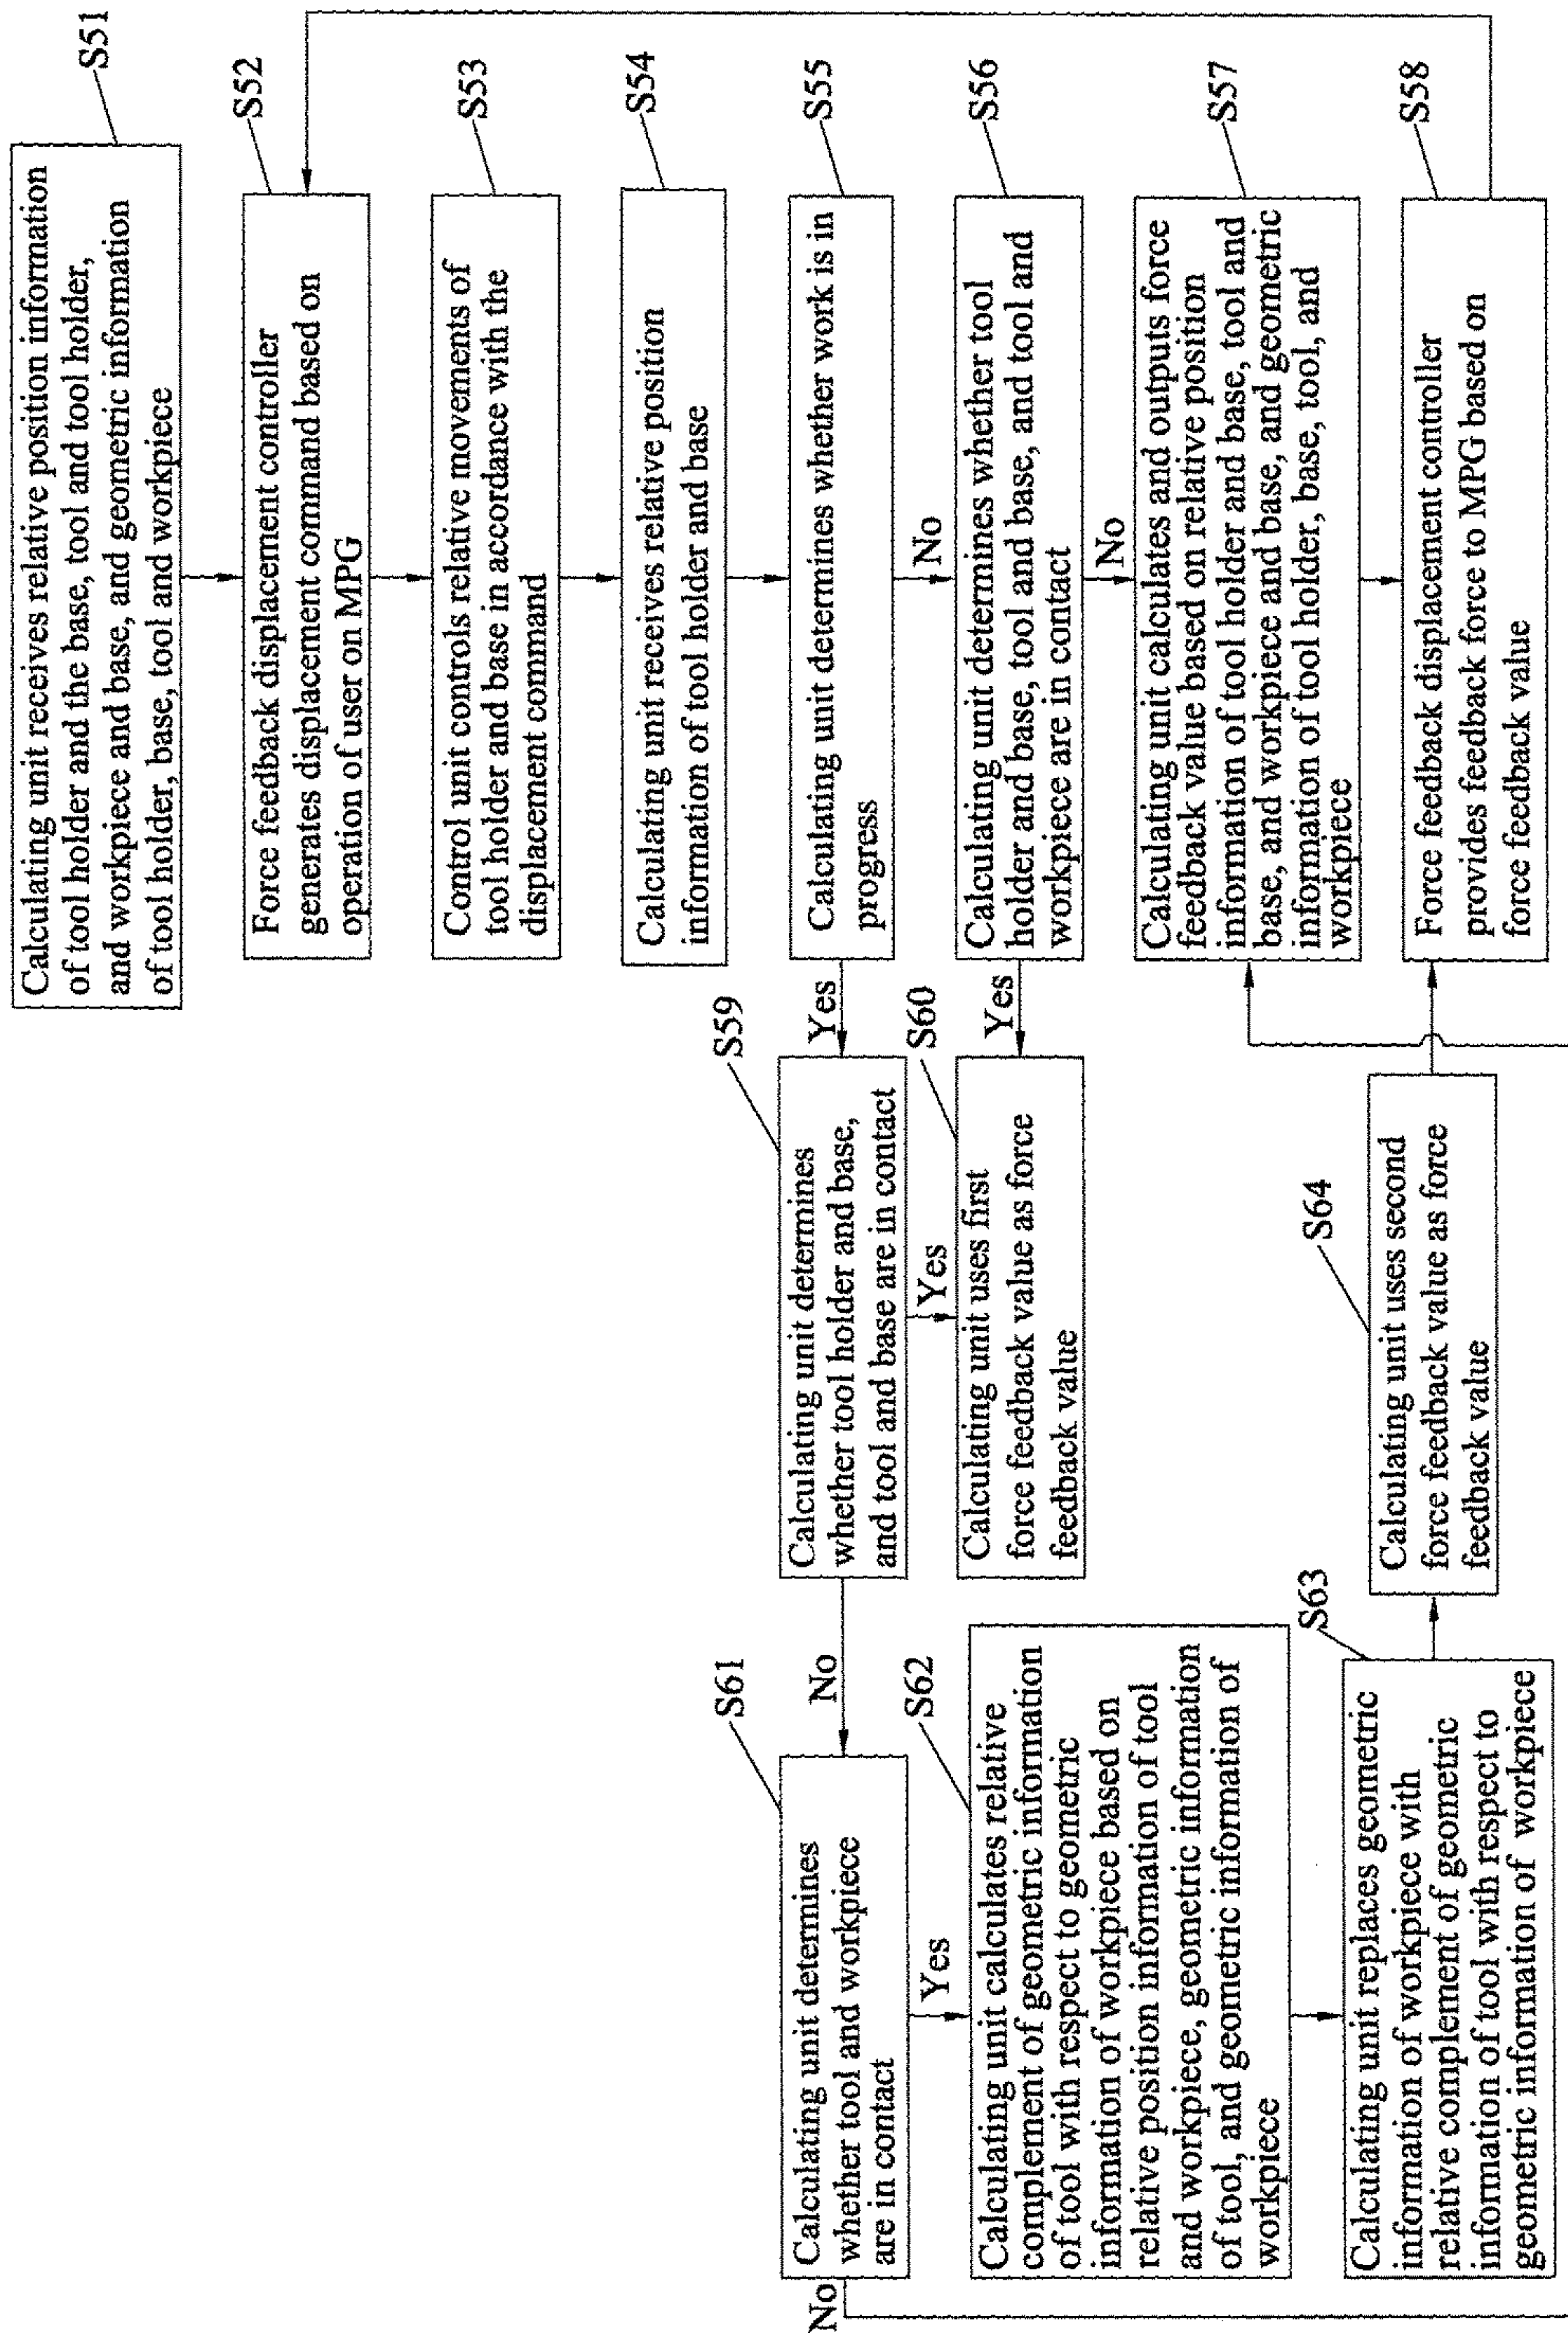 Calculating unit receives relative position information
of tool holder and the base, tool and tool holder,
and workpiece and base, and geometric information
of tool holder, base, tool and workpiece
S51
Force feedback displacement controller
generates displacement command based on
operation of user on MPG
S52
Control unit controls relative movements of
tool holder and base in accordance with the
displacement command
S53
Calculating unit receives relative position
information of tool holder and base
S54
Calculating unit determines whether work is in
progress
S55
Yes
No
Calculating unit determines whether tool
holder and base, tool and base, and tool and
workpiece are in contact
S56
Yes
No
Calculating unit calculates and outputs force
feedback value based on relative position
information of tool holder and base, tool and
base, and workpiece and base, and geometric
information of tool holder, base, tool, and
workpiece
S57
Force feedback displacement controller
provides feedback force to MPG based on
force feedback value
S58
Calculating unit determines
whether tool holder and base,
and tool and base are in contact
S59
Yes
No
Calculating unit uses first
force feedback value as force
feedback value
S60
Calculating unit determines
whether tool and workpiece
are in contact
S61
Yes
No
Calculating unit calculates relative
complement of geometric information
of tool with respect to geometric
information of workpiece based on
relative position information of tool
and workpiece, geometric information
of tool, and geometric information of
workpiece
S62
Calculating unit replaces geometric
information of workpiece with
relative complement of geometric
information of tool with respect to
geometric information of workpiece
S63
Calculating unit uses second
force feedback value as force
feedback value
S64